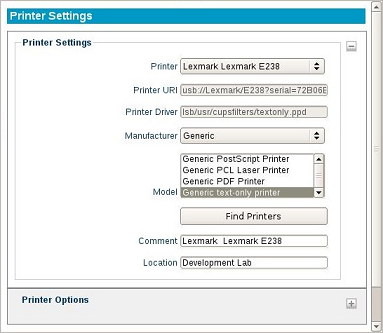 Printer Settings
Printer Settings
Printer Lexmark Lexmark E238
Printer URI usb://Lexmark/E238?serial=72B06E
Printer Driver lsb/usr/cupsfilters/textonly.ppd
Manufacturer Generic
Generic PostScript Printer
Generic PCL Laser Printer
Generic PDF Printer
Model Generic text-only printer
Find Printers
Comment Lexmark Lexmark E238
Location Development Lab
Printer Options